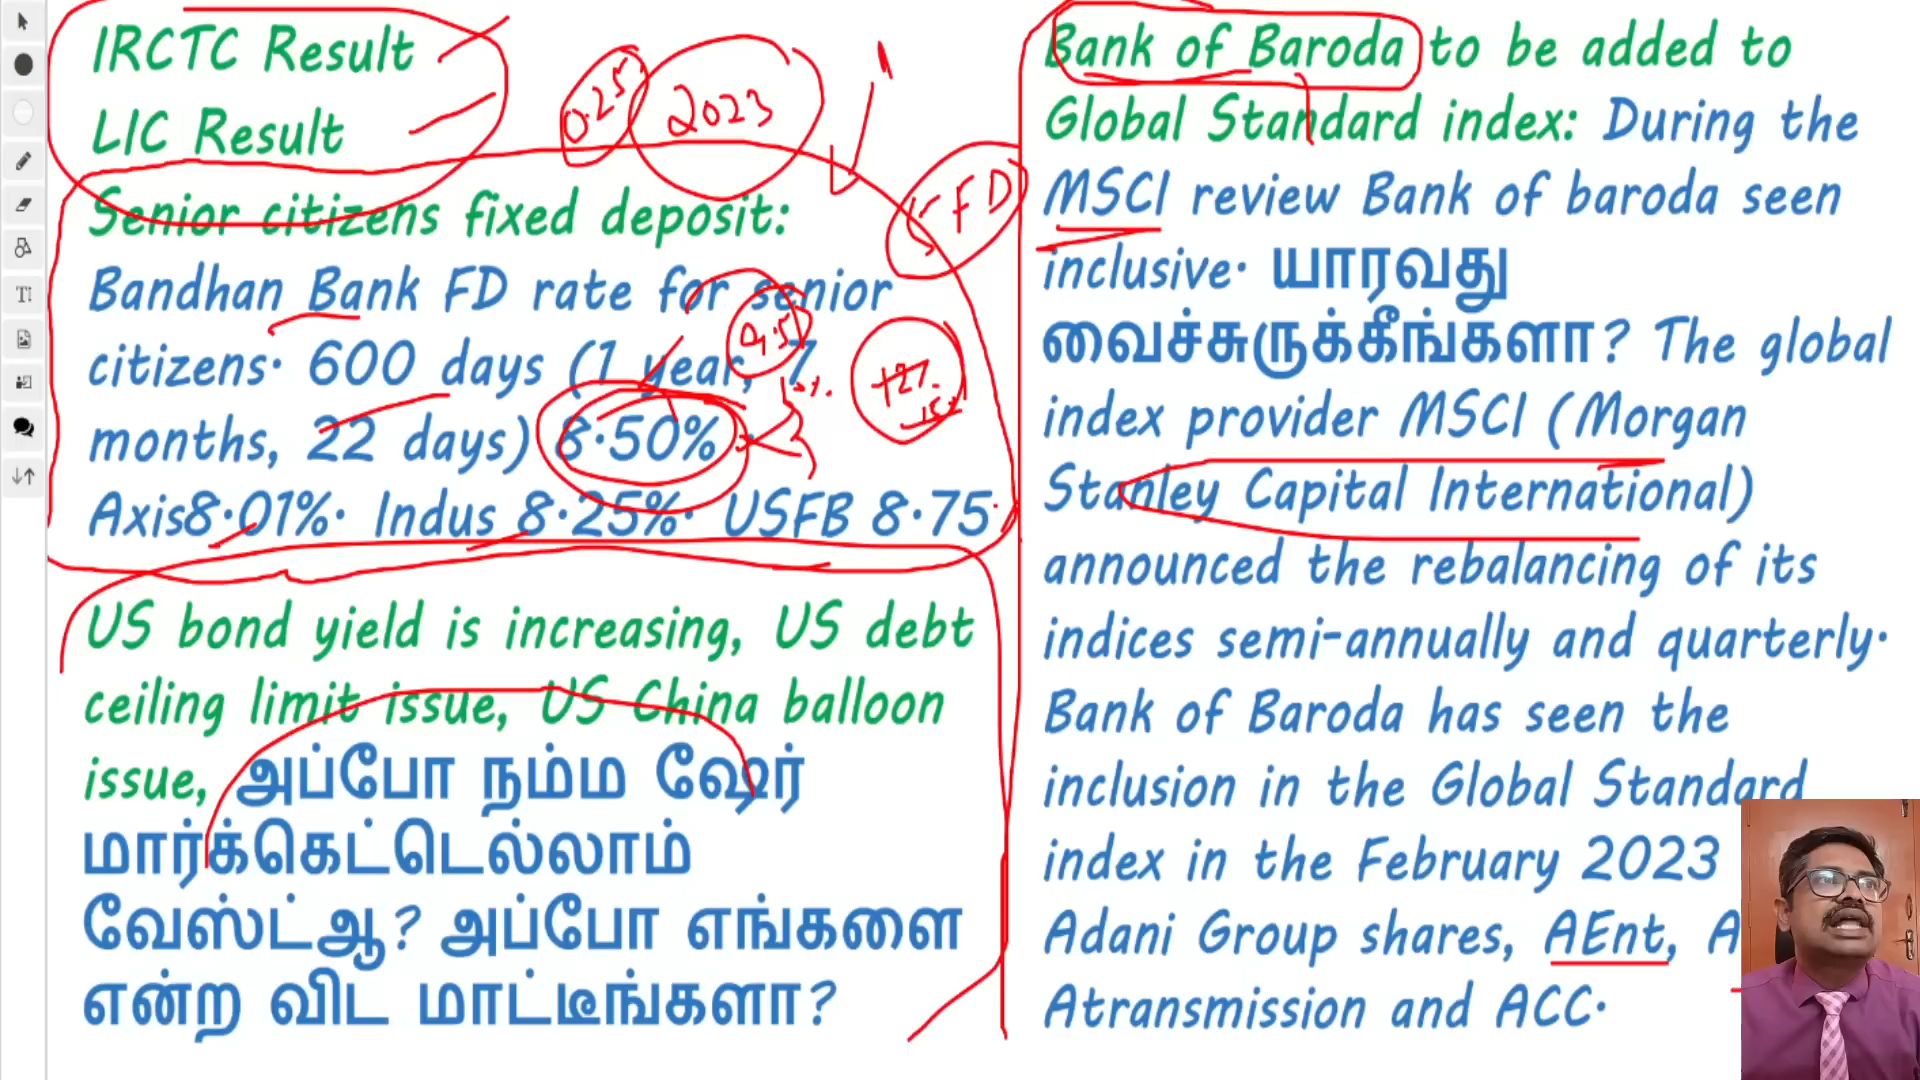 IRCTC Result
LIC Result
0.25
2023
Senior citizens fixed deposit:
FD
Bandhan Bank FD rate for senior
citizens. 600 days (1 year, 7
months, 22 days) 8.50%
Axis8.01%. Indus 8.25%. USFB 8.75.
US bond yield is increasing, US debt
ceiling limit issue, US China balloon
issue, அப்போ நம்ம ஷேர்
மார்க்கெட்டெல்லாம்
வேஸ்ட்ஆ? அப்போ எங்களை
என்ற விட மாட்டீங்களா?
Bank of Baroda to be added to
Global Standard index: During the
MSCI review Bank of baroda seen
inclusive. யாரவது
வைச்சுருக்கீங்களா? The global
index provider MSCI (Morgan
Stanley Capital International)
announced the rebalancing of its
indices semi-annually and quarterly.
Bank of Baroda has seen the
inclusion in the Global Standard
index in the February 2023
Adani Group shares, AEnt, A
Atransmission and ACC.